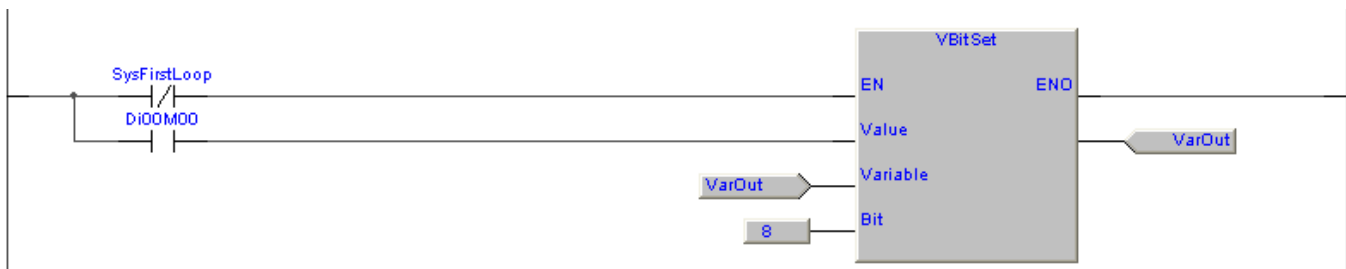 VBitSet
SysFirstLoop
EN ENO
Di00M00
Value VarOut
VarOut Variable
8 Bit